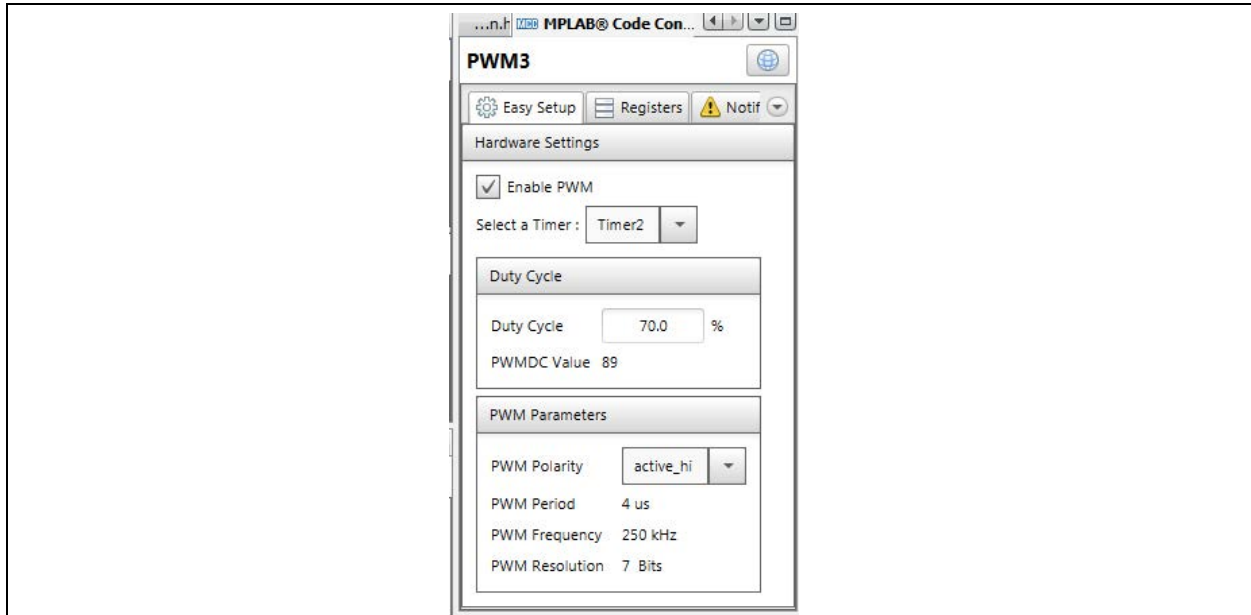 ...n.h MCC MPLAB® Code Con...
PWM3
Easy Setup Registers Notif
Hardware Settings
Enable PWM
Select a Timer : Timer2
Duty Cycle
Duty Cycle 70.0 %
PWMDC Value 89
PWM Parameters
PWM Polarity active_hi
PWM Period 4 us
PWM Frequency 250 kHz
PWM Resolution 7 Bits